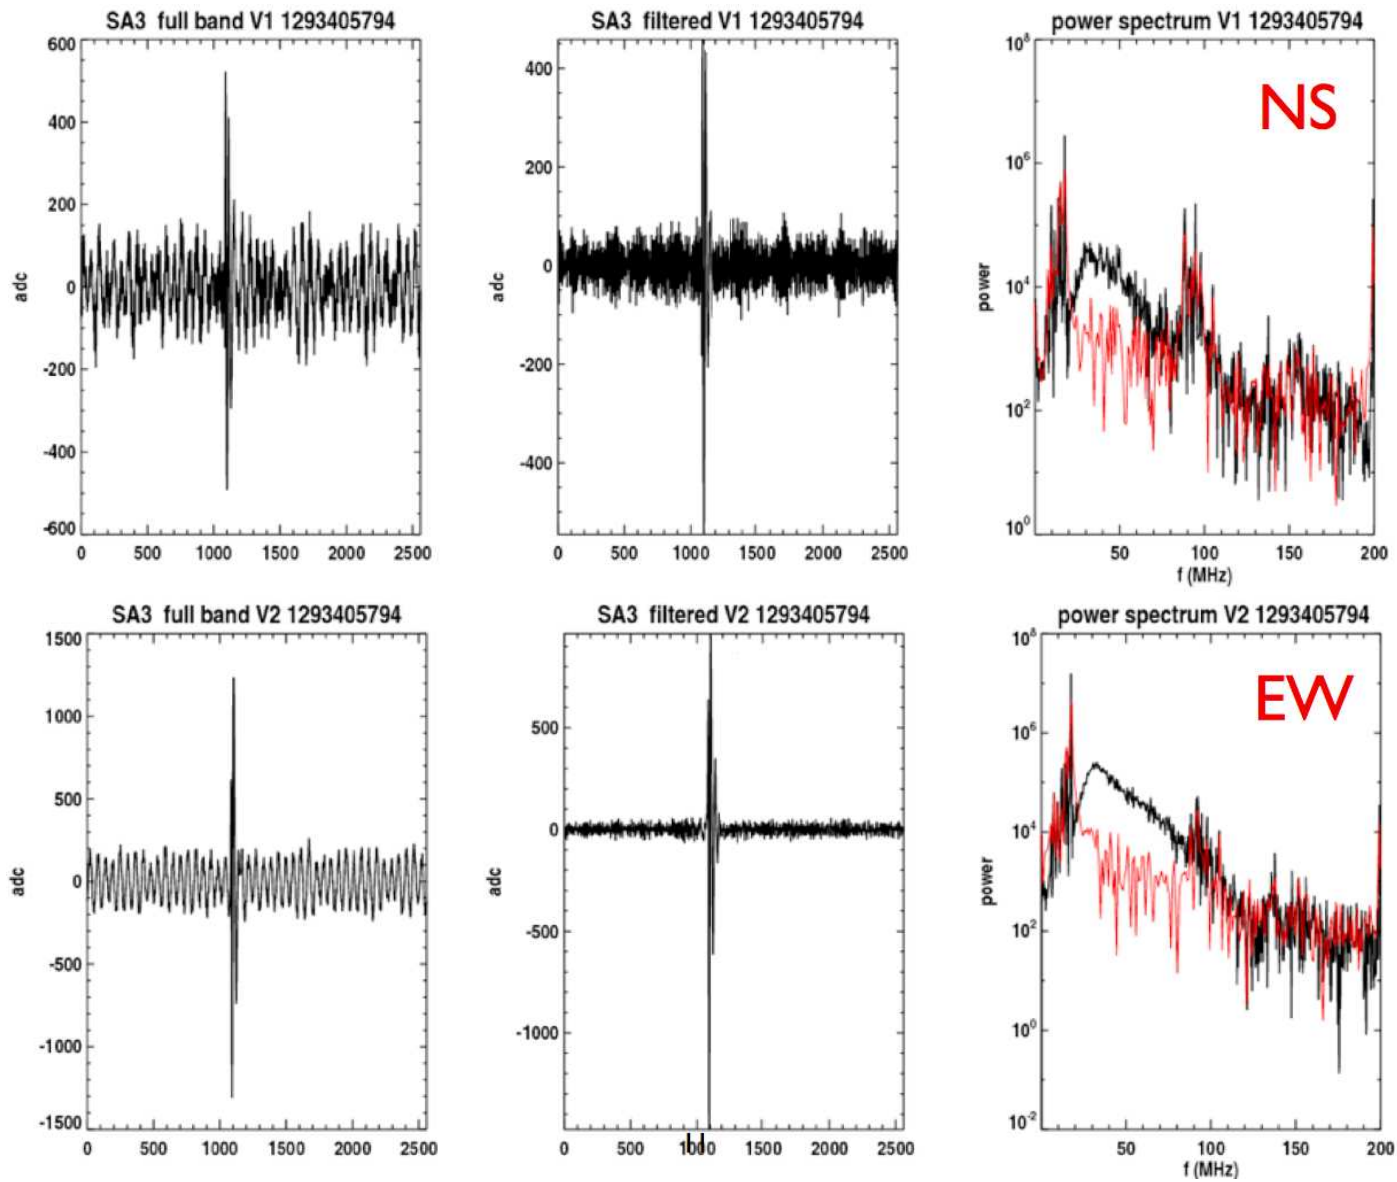 SA3 full band V1 1293405794
600
400
200
0
-200
-400
-600
adc
0 500 1000 1500 2000 2500
SA3 filtered V1 1293405794
400
200
0
-200
-400
adc
0 500 1000 1500 2000 2500
power spectrum V1 1293405794
NS
10^8
10^6
10^4
10^2
10^0
power
50 100 150 200
f (MHz)
SA3 full band V2 1293405794
1500
1000
500
0
-500
-1000
-1500
adc
0 500 1000 1500 2000 2500
SA3 filtered V2 1293405794
500
0
-500
-1000
adc
0 500 1000 1500 2000 2500
power spectrum V2 1293405794
EW
10^8
10^6
10^4
10^2
10^0
10^-2
power
50 100 150 200
f (MHz)